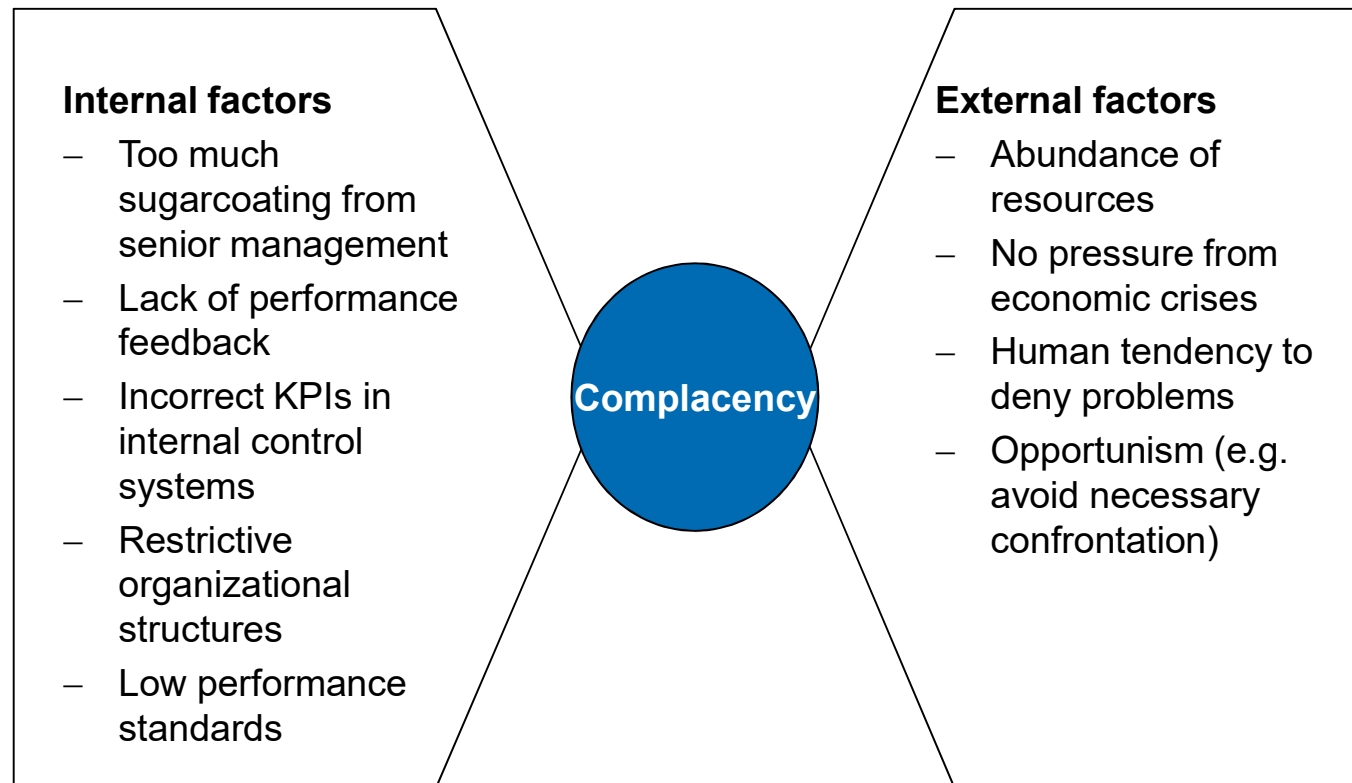 Internal factors
– Too much
sugarcoating from
senior management
– Lack of performance
feedback
– Incorrect KPIs in
internal control
systems
– Restrictive
organizational
structures
– Low performance
standards
Complacency
External factors
– Abundance of
resources
– No pressure from
economic crises
– Human tendency to
deny problems
– Opportunism (e.g.
avoid necessary
confrontation)